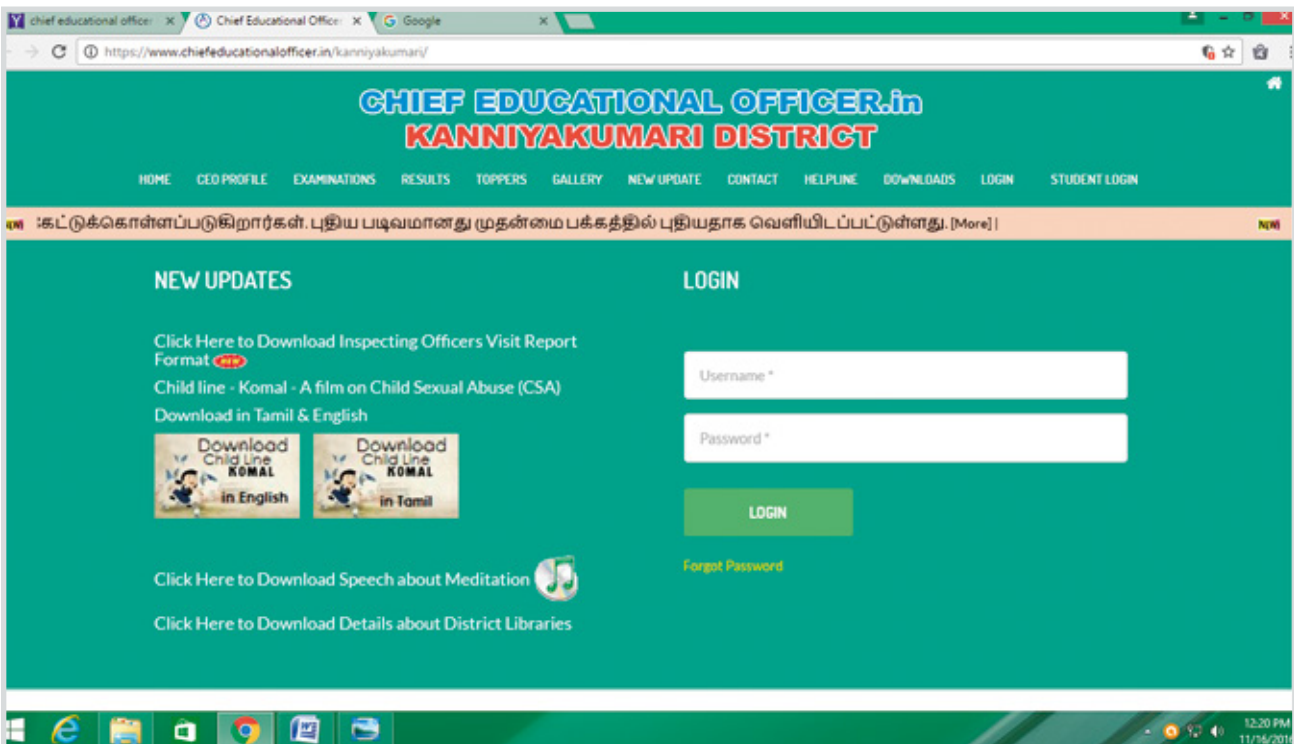 chief educational officer
Chief Educational Officer
Google
https://www.chiefeducationalofficer.in/kanniyakumari/
CHIEF EDUCATIONAL OFFICER.in
KANNIYAKUMARI DISTRICT
HOME CEO PROFILE EXAMINATIONS RESULTS TOPPERS GALLERY NEW UPDATE CONTACT HELPLINE DOWNLOADS LOGIN STUDENT LOGIN
கேட்டுக்கொள்ளப்படுகிறார்கள். புதிய படிவமானது முதன்மை பக்கத்தில் புதியதாக வெளியிடப்பட்டுள்ளது. [More] | NEW
NEW UPDATES
Click Here to Download Inspecting Officers Visit Report
Format NEW
Child line - Komal - A film on Child Sexual Abuse (CSA)
Download in Tamil & English
Download
Child Line
KOMAL
in English
Download
Child Line
KOMAL
in Tamil
Click Here to Download Speech about Meditation
Click Here to Download Details about District Libraries
LOGIN
Username *
Password *
LOGIN
Forgot Password
12:20 PM
11/16/2016